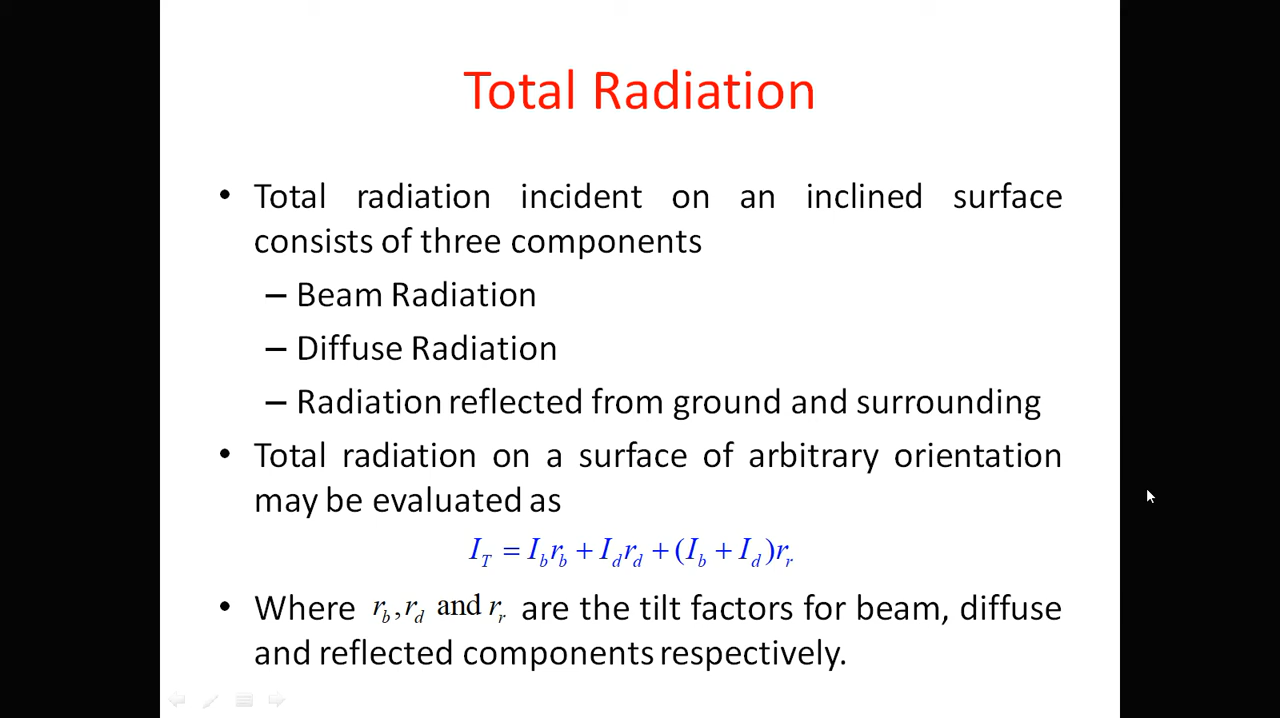 Total Radiation
• Total radiation incident on an inclined surface
consists of three components
– Beam Radiation
– Diffuse Radiation
– Radiation reflected from ground and surrounding
• Total radiation on a surface of arbitrary orientation
may be evaluated as
I_T = I_b r_b + I_d r_d + (I_b + I_d) r_r
• Where r_b, r_d and r_r are the tilt factors for beam, diffuse
and reflected components respectively.